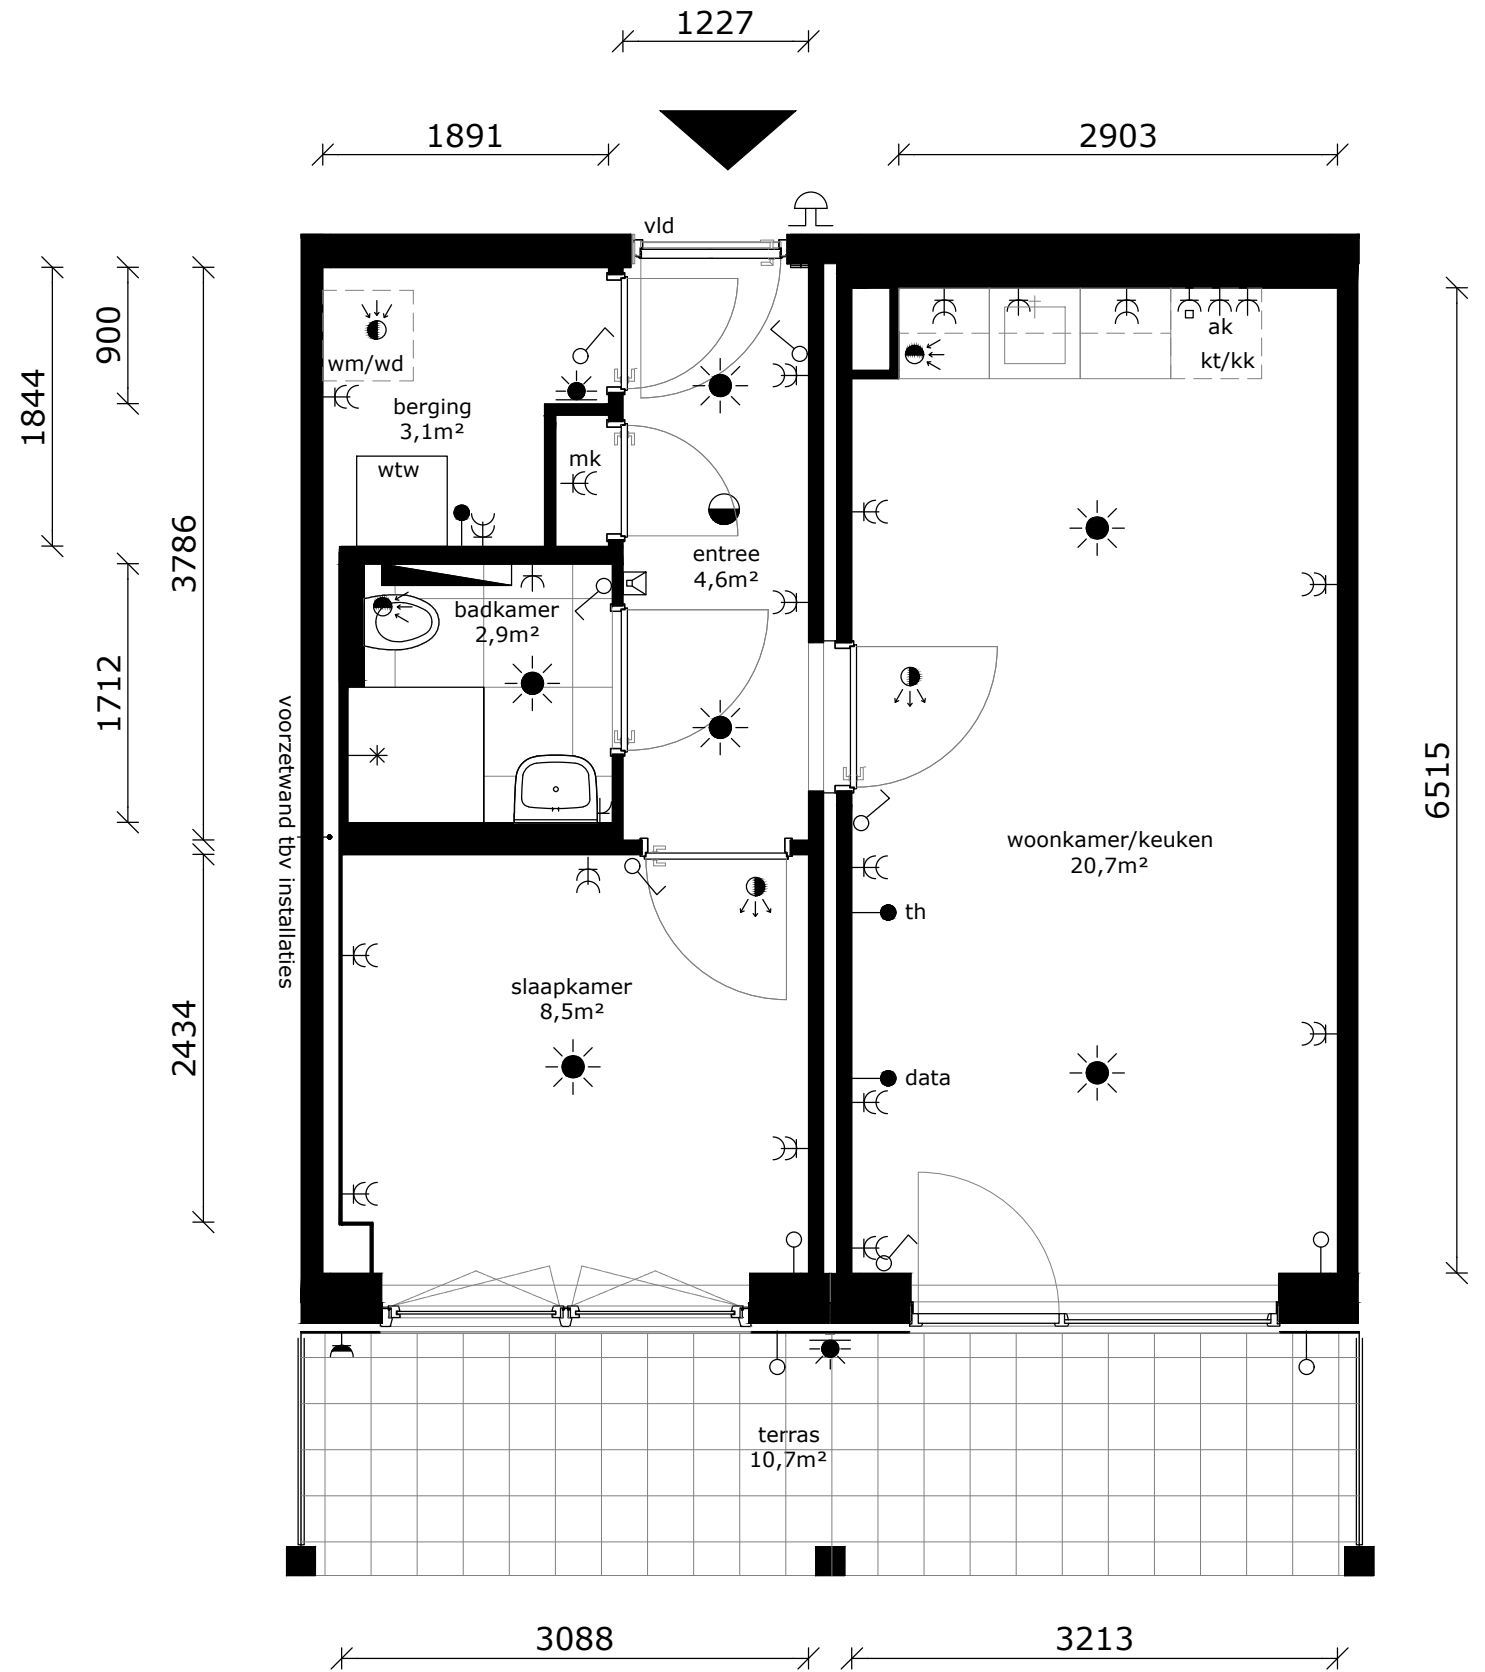 1227
1891
2903
vld
900
1844
3786
1712
2434
6515
wm/wd
berging
3,1m²
wtw
mk
ak
kt/kk
entree
4,6m²
badkamer
2,9m²
voorzetwand tbv installaties
woonkamer/keuken
20,7m²
th
slaapkamer
8,5m²
data
terras
10,7m²
3088
3213